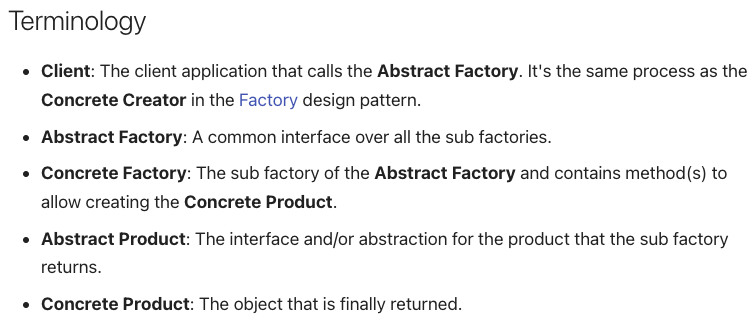 Terminology
• Client: The client application that calls the Abstract Factory. It's the same process as the
Concrete Creator in the Factory design pattern.
• Abstract Factory: A common interface over all the sub factories.
• Concrete Factory: The sub factory of the Abstract Factory and contains method(s) to
allow creating the Concrete Product.
• Abstract Product: The interface and/or abstraction for the product that the sub factory
returns.
• Concrete Product: The object that is finally returned.